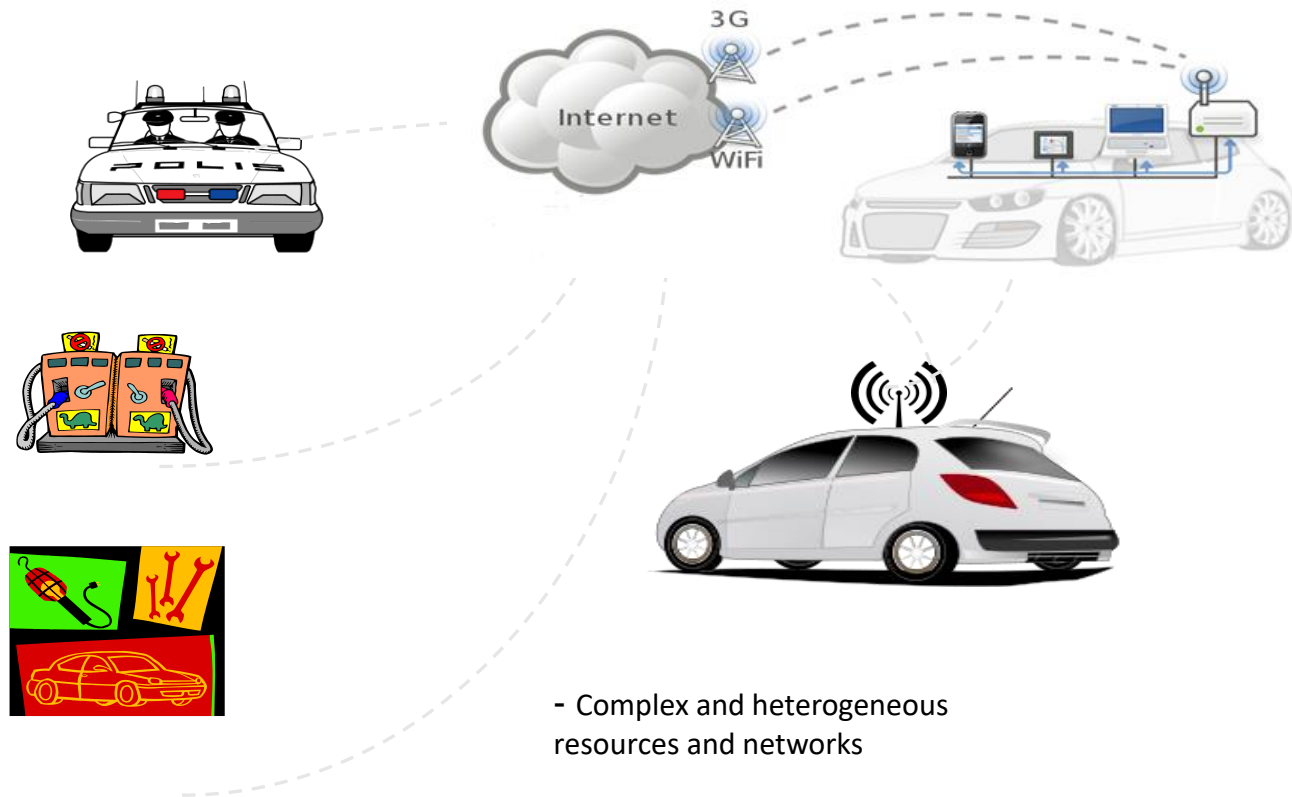 3G
Internet
WiFi
POLIS
- Complex and heterogeneous
resources and networks